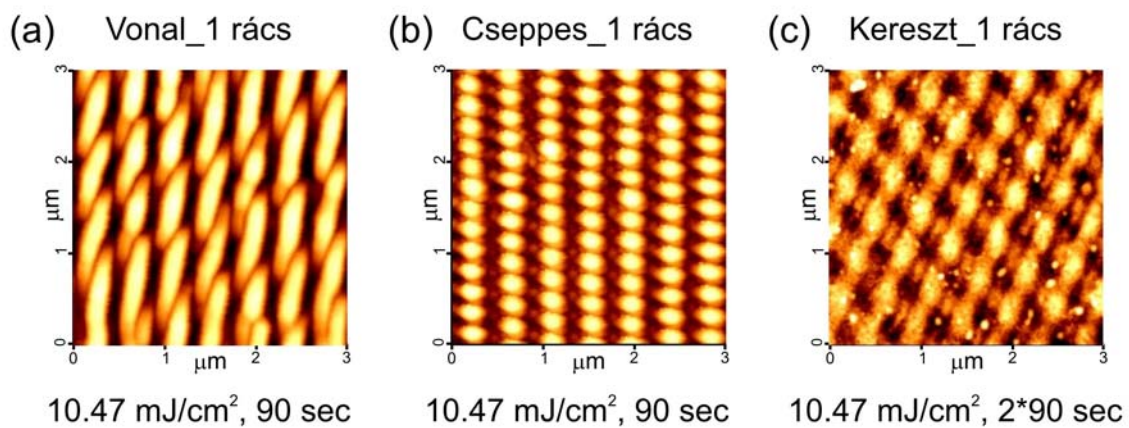 (a) Vonal_1 rács
(b) Cseppes_1 rács
(c) Kereszt_1 rács
3
2
μm
1
0
0
1
2
3
μm
3
2
μm
1
0
0
1
2
3
μm
3
2
μm
1
0
0
1
2
3
μm
10.47 mJ/cm², 90 sec
10.47 mJ/cm², 90 sec
10.47 mJ/cm², 2*90 sec